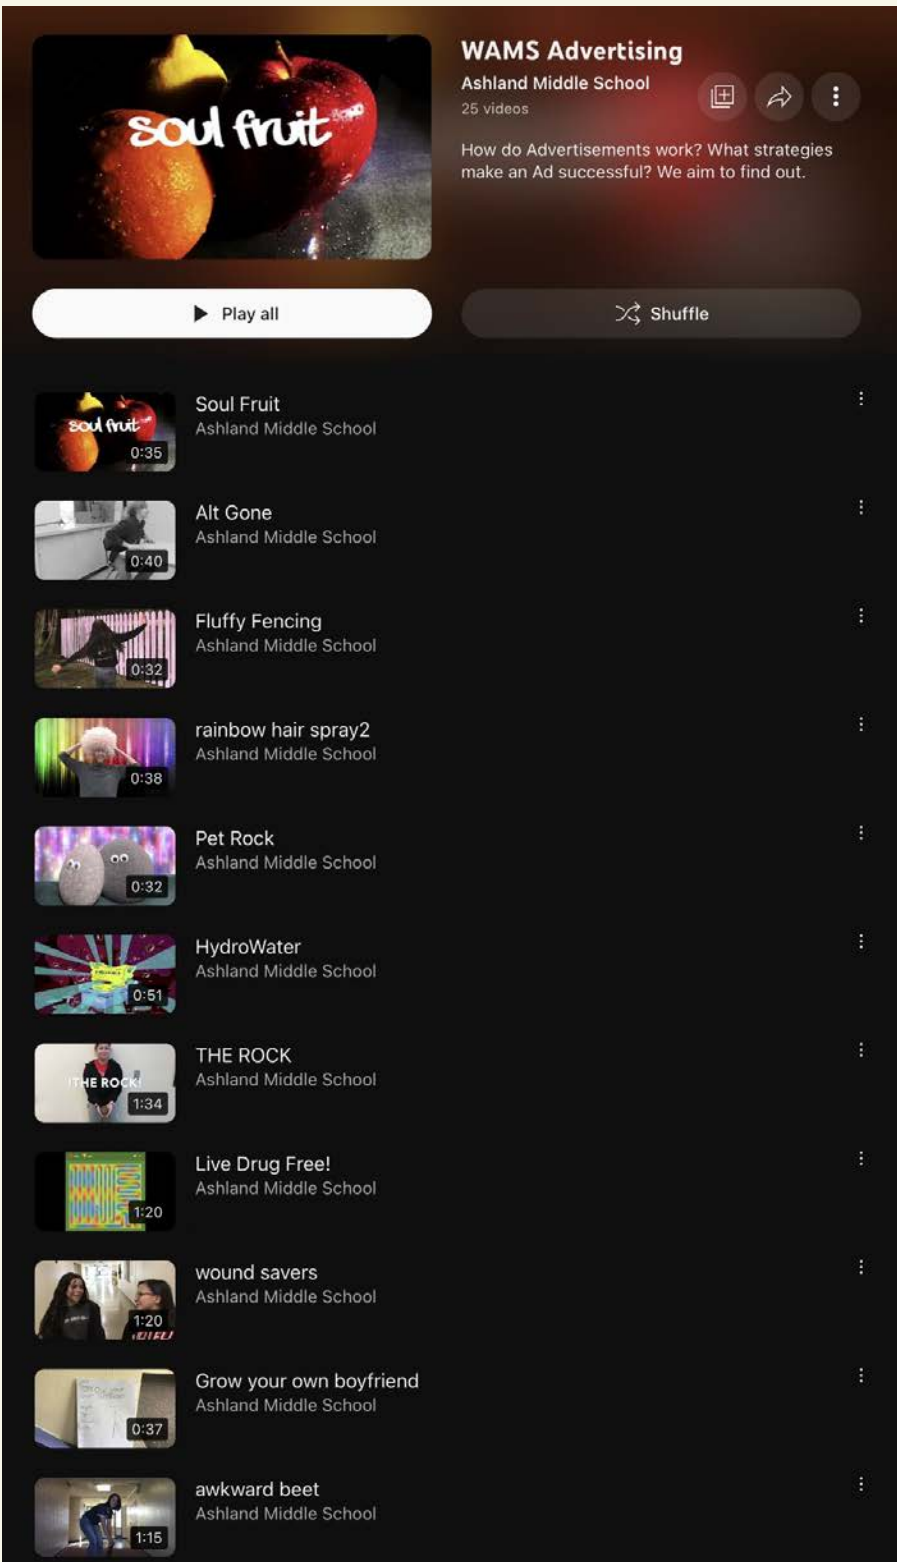 soul fruit
WAMS Advertising
Ashland Middle School
25 videos
How do Advertisements work? What strategies
make an Ad successful? We aim to find out.
Play all
Shuffle
soul fruit
0:35
Soul Fruit
Ashland Middle School
0:40
Alt Gone
Ashland Middle School
0:32
Fluffy Fencing
Ashland Middle School
0:38
rainbow hair spray2
Ashland Middle School
0:32
Pet Rock
Ashland Middle School
0:51
HydroWater
Ashland Middle School
!THE ROCK!
1:34
THE ROCK
Ashland Middle School
1:20
Live Drug Free!
Ashland Middle School
1:20
wound savers
Ashland Middle School
0:37
Grow your own boyfriend
Ashland Middle School
1:15
awkward beet
Ashland Middle School